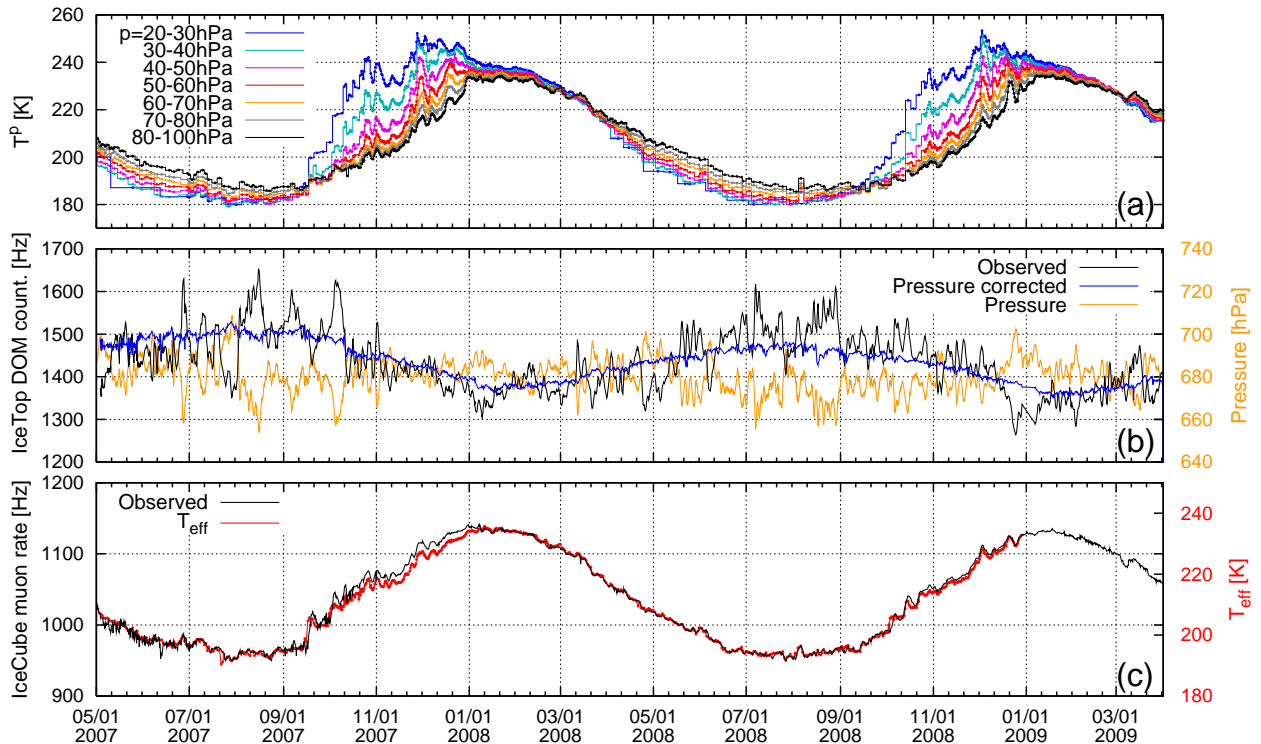 260
240
220
200
180
T^p [K]
p=20-30hPa
30-40hPa
40-50hPa
50-60hPa
60-70hPa
70-80hPa
80-100hPa
(a)
1700
1600
1500
1400
1300
1200
IceTop DOM count. [Hz]
Observed
Pressure corrected
Pressure
740
720
700
680
660
640
Pressure [hPa]
(b)
1200
1100
1000
900
IceCube muon rate [Hz]
Observed
T_eff
240
220
200
180
T_eff [K]
(c)
05/01 07/01 09/01 11/01 01/01 03/01 05/01 07/01 09/01 11/01 01/01 03/01
2007 2007 2007 2007 2008 2008 2008 2008 2008 2008 2009 2009